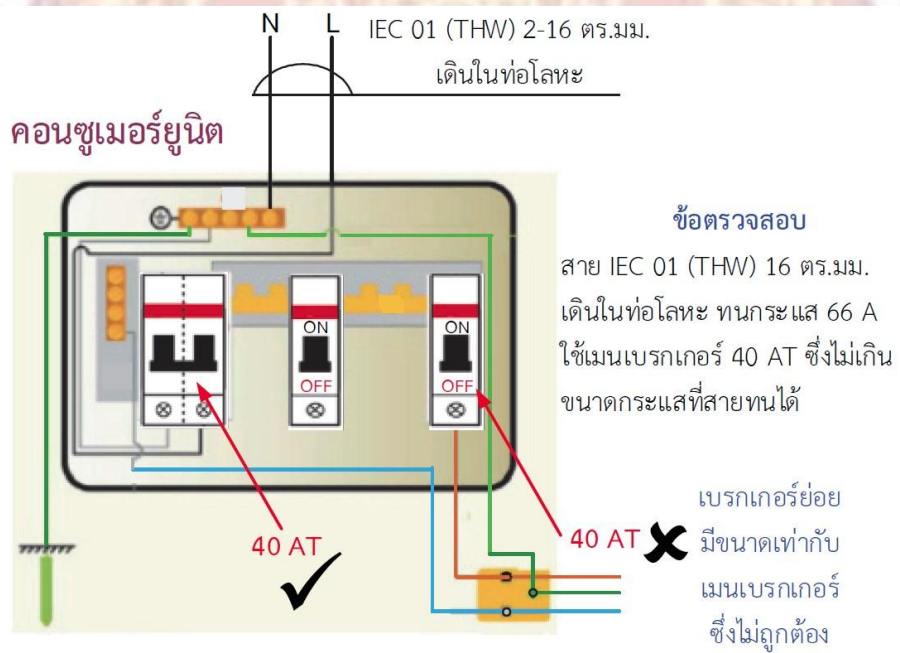 N L IEC 01 (THW) 2-16 ตร.มม.
เดินในท่อโลหะ
คอนซูเมอร์ยูนิต
ข้อตรวจสอบ
สาย IEC 01 (THW) 16 ตร.มม.
เดินในท่อโลหะ ทนกระแส 66 A
ใช้เมนเบรกเกอร์ 40 AT ซึ่งไม่เกิน
ขนาดกระแสที่สายทนได้
ON
OFF
ON
OFF
40 AT
40 AT
เบรกเกอร์ย่อย
มีขนาดเท่ากับ
เมนเบรกเกอร์
ซึ่งไม่ถูกต้อง